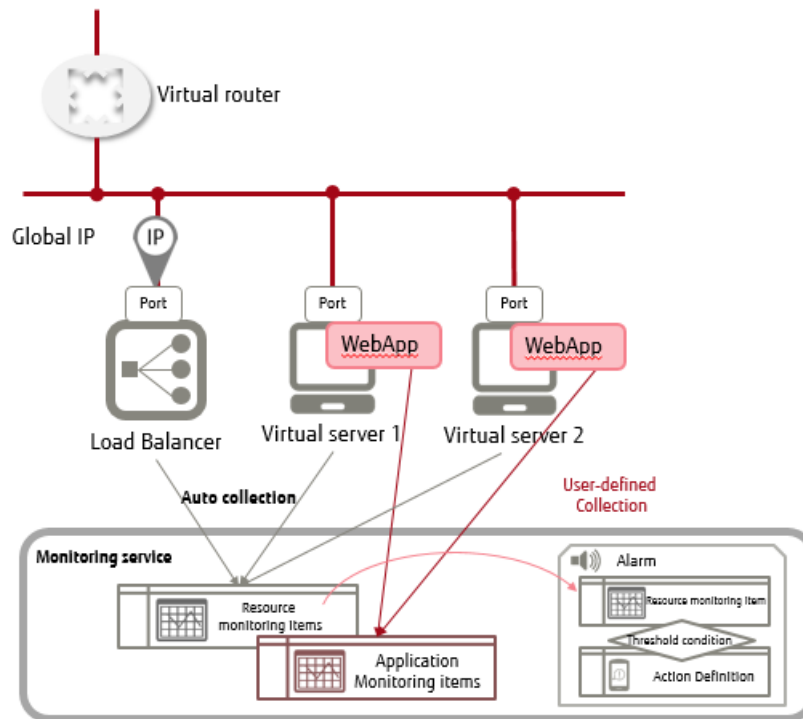 Virtual router
Global IP
IP
Port
Port
Port
WebApp
WebApp
Load Balancer
Virtual server 1
Virtual server 2
Auto collection
User-defined
Collection
Monitoring service
Resource
monitoring items
Application
Monitoring items
Alarm
Resource monitoring item
Threshold condition
Action Definition